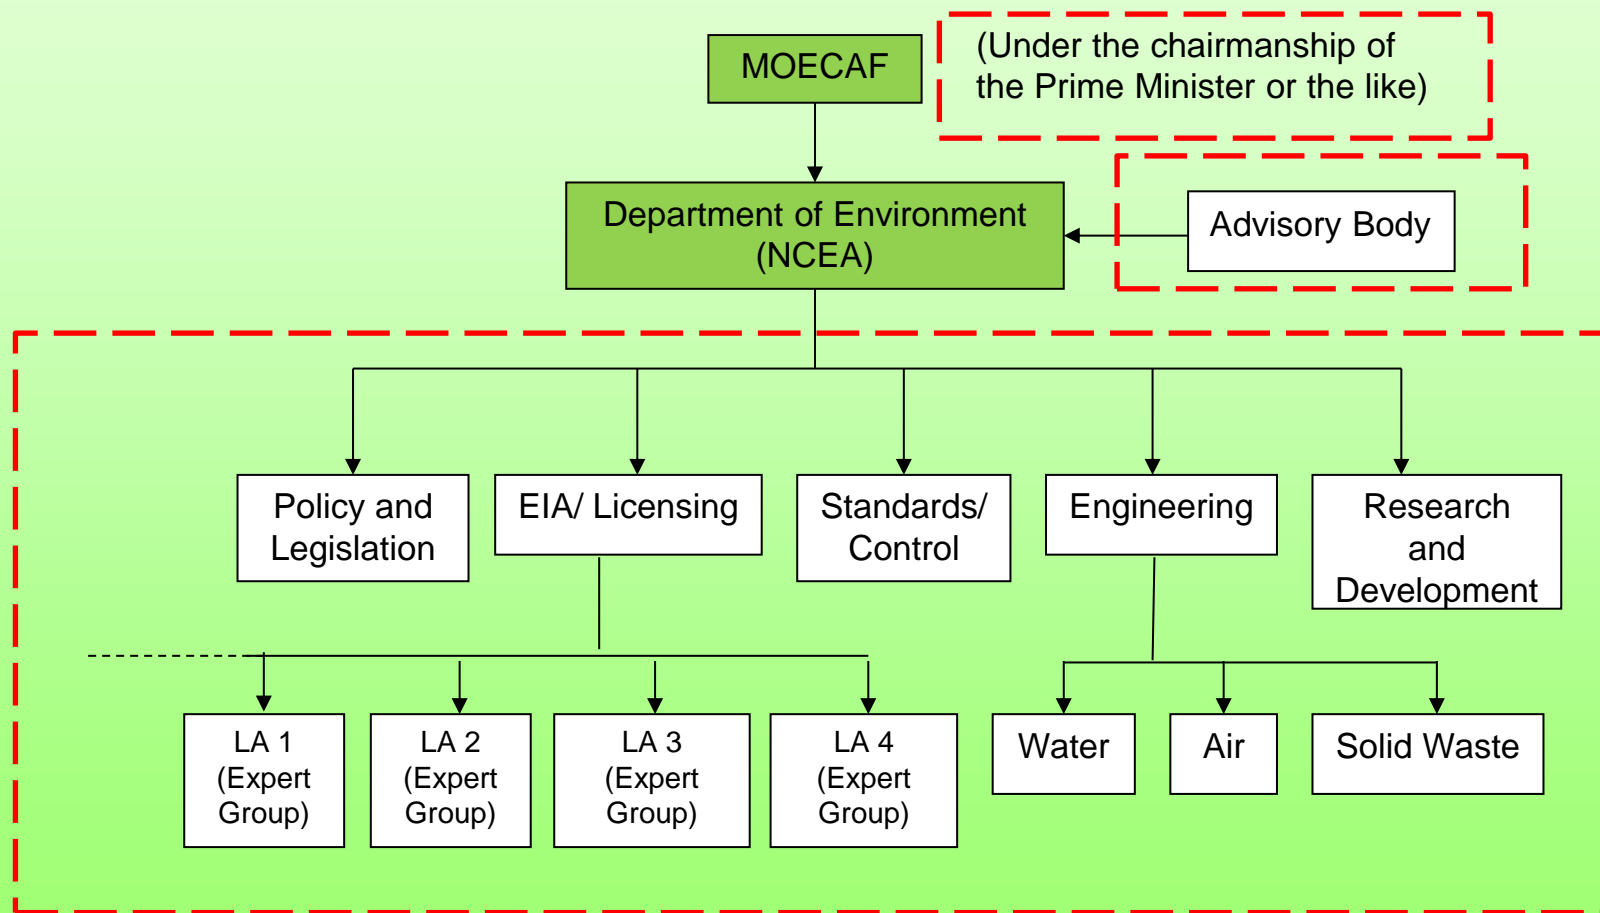 MOECAF
(Under the chairmanship of
the Prime Minister or the like)
Department of Environment
(NCEA)
Advisory Body
Policy and
Legislation
EIA/ Licensing
Standards/
Control
Engineering
Research
and
Development
LA 1
(Expert
Group)
LA 2
(Expert
Group)
LA 3
(Expert
Group)
LA 4
(Expert
Group)
Water
Air
Solid Waste